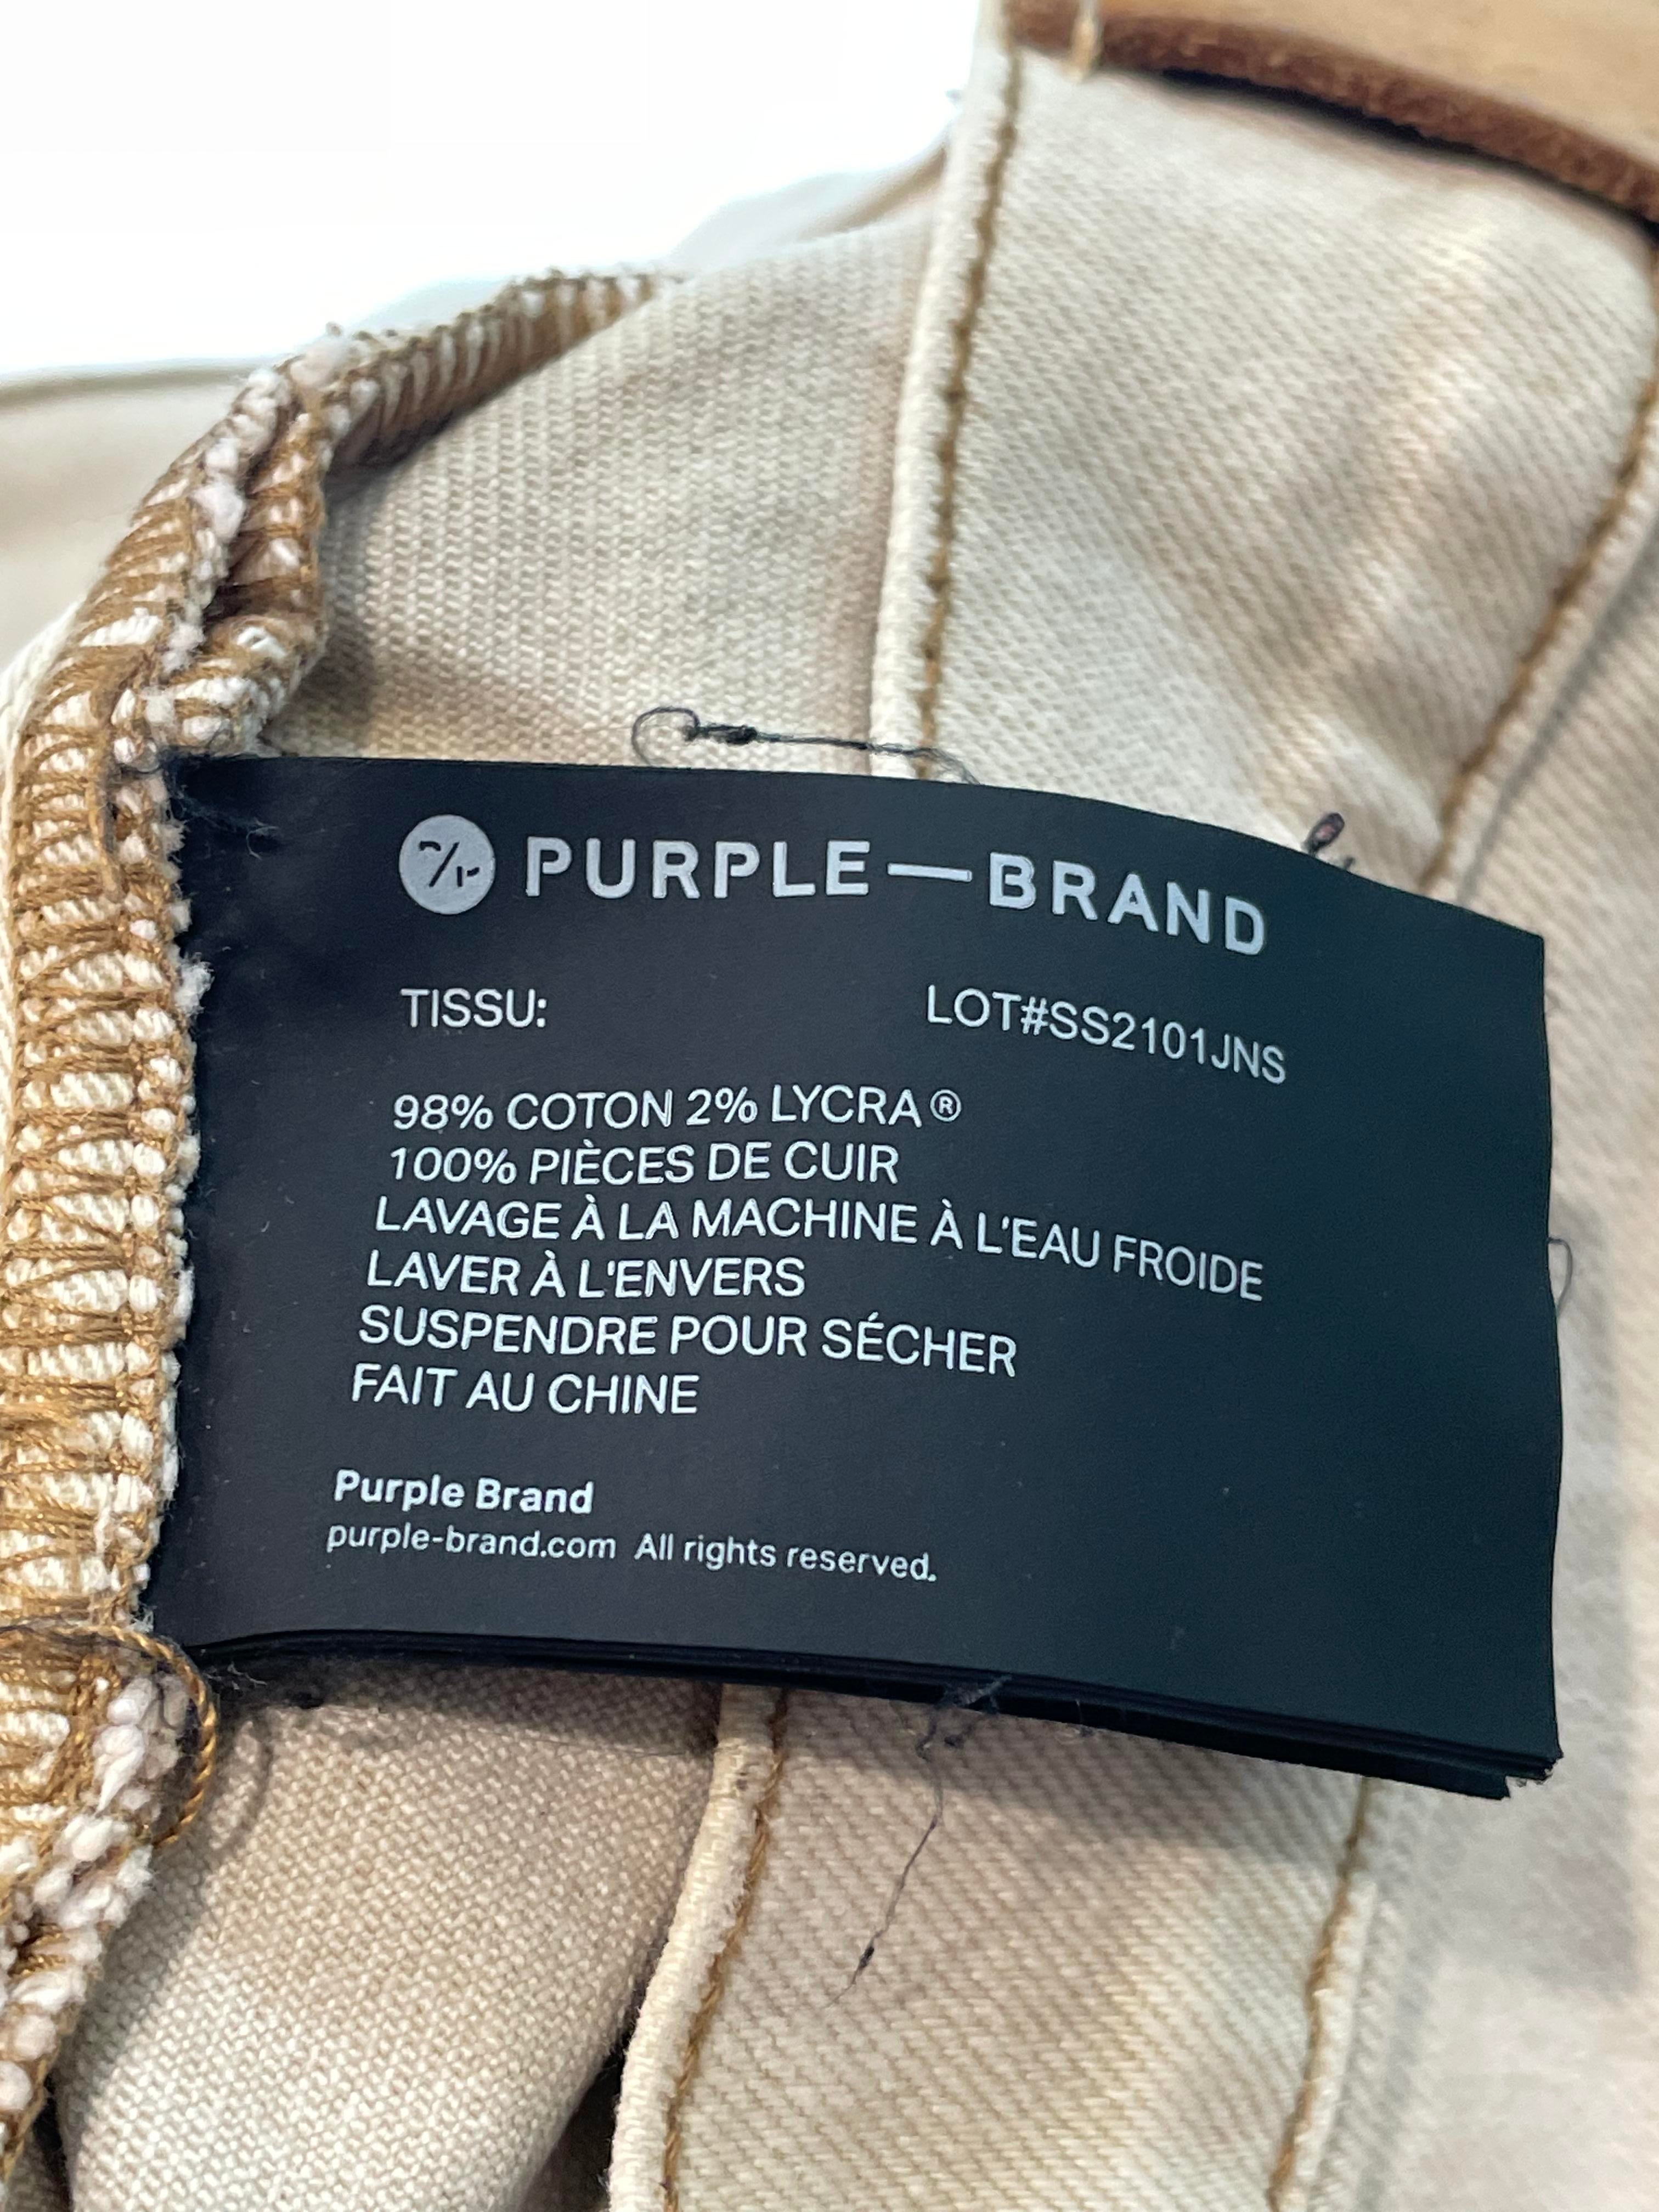 PURPLE—BRAND
TISSU: LOT#SS2101JNS
98% COTON 2% LYCRA®
100% PIÈCES DE CUIR
LAVAGE À LA MACHINE À L'EAU FROIDE
LAVER À L'ENVERS
SUSPENDRE POUR SÉCHER
FAIT AU CHINE
Purple Brand
purple-brand.com All rights reserved.